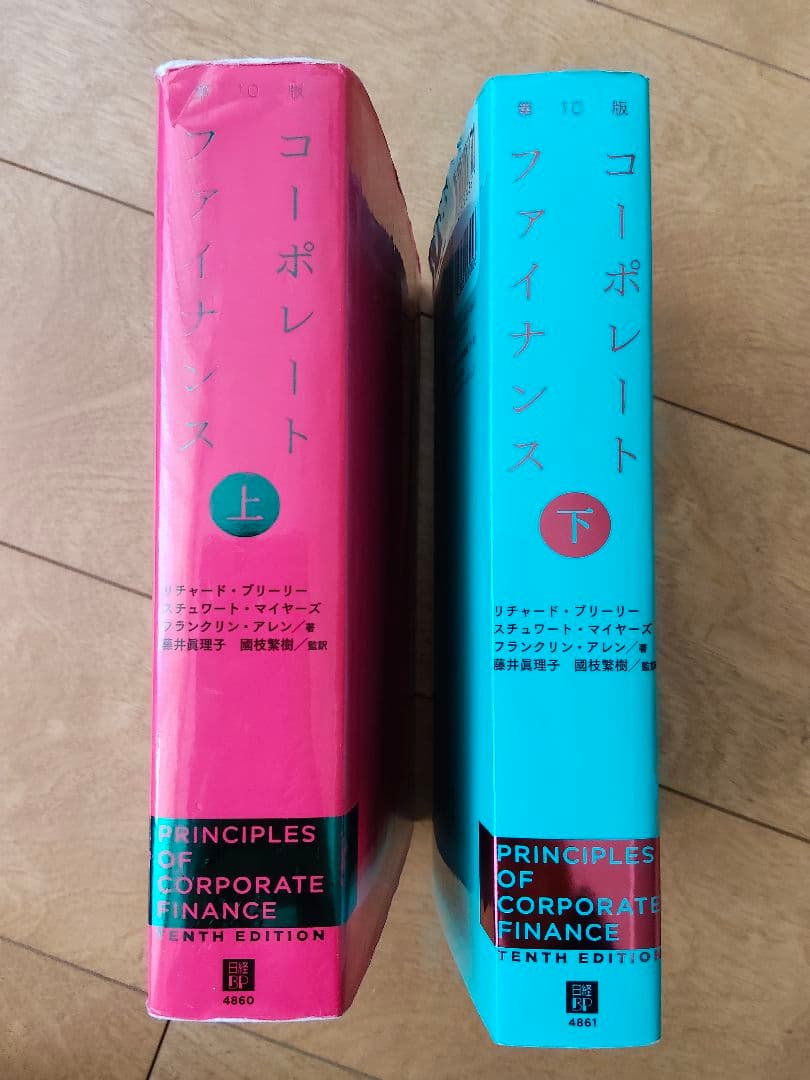 第10版
コーポレート
ファイナンス
上
リチャード・ブリーリー
スチュワート・マイヤーズ
フランクリン・アレン/著
藤井眞理子 國枝繁樹/監訳
PRINCIPLES
OF
CORPORATE
FINANCE
TENTH EDITION
日経
BP
4860
第10版
コーポレート
ファイナンス
下
リチャード・ブリーリー
スチュワート・マイヤーズ
フランクリン・アレン/著
藤井眞理子 國枝繁樹/監訳
PRINCIPLES
OF
CORPORATE
FINANCE
TENTH EDITION
日経
BP
4861